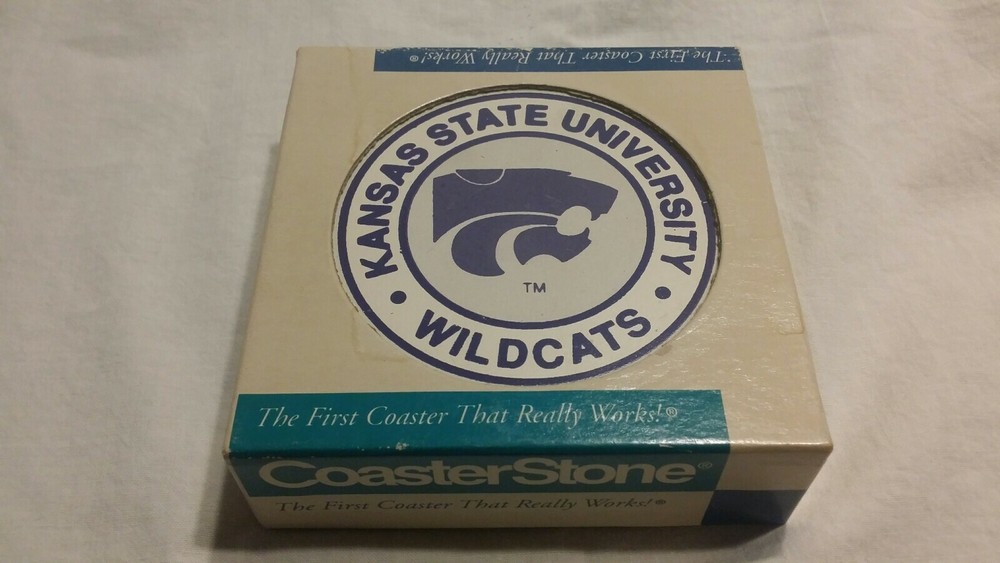 The First Coaster That Really Works!®
KANSAS STATE UNIVERSITY
TM
• WILDCATS •
The First Coaster That Really Works!®
CoasterStone®
The First Coaster That Really Works!®